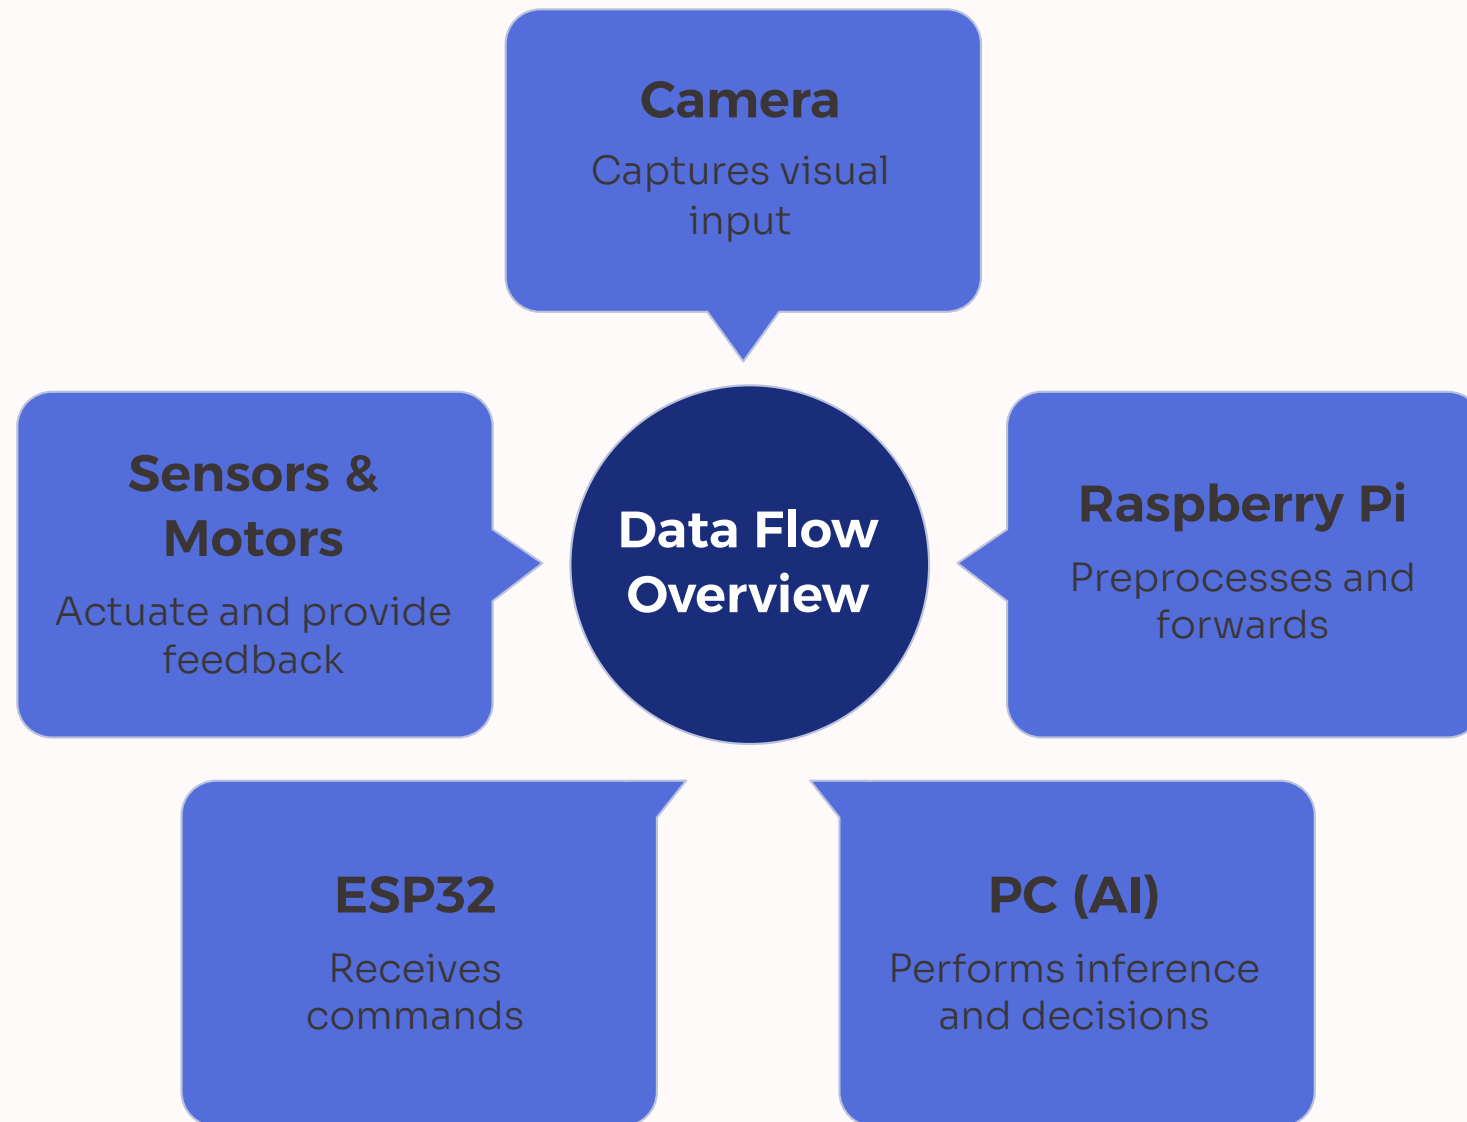 Camera
Captures visual
input
Sensors &
Motors
Actuate and provide
feedback
Data Flow
Overview
Raspberry Pi
Preprocesses and
forwards
ESP32
Receives
commands
PC (AI)
Performs inference
and decisions